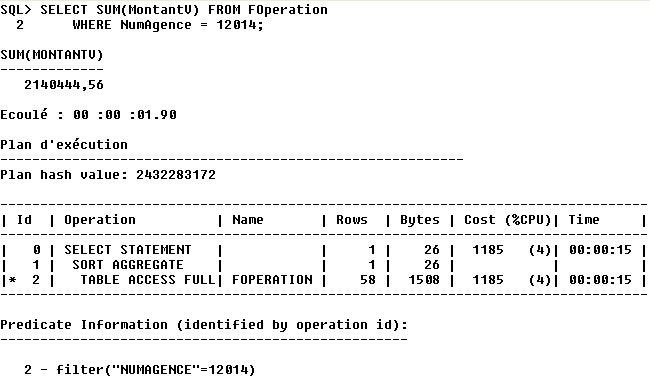 SQL> SELECT SUM(MontantV) FROM FOperation
  2      WHERE NumAgence = 12014;
SUM(MONTANTV)
-------------
   2140444,56
Ecoulé : 00 :00 :01.90
Plan d'exécution
----------------------------------------------------------
Plan hash value: 2432283172
---------------------------------------------------------------------------------
| Id  | Operation          | Name       | Rows  | Bytes | Cost (%CPU)| Time     |
---------------------------------------------------------------------------------
|   0 | SELECT STATEMENT   |            |     1 |    26 |  1185   (4)| 00:00:15 |
|   1 |  SORT AGGREGATE    |            |     1 |    26 |            |          |
|*  2 |   TABLE ACCESS FULL| FOPERATION |    58 |  1508 |  1185   (4)| 00:00:15 |
---------------------------------------------------------------------------------
Predicate Information (identified by operation id):
---------------------------------------------------
   2 - filter("NUMAGENCE"=12014)